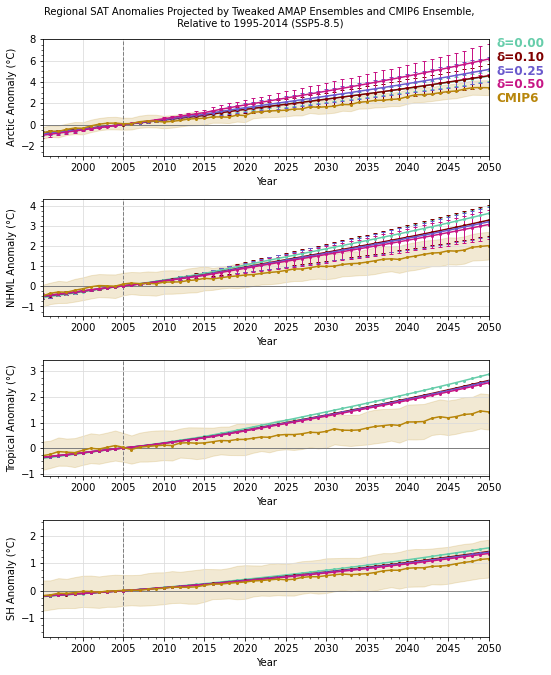 Regional SAT Anomalies Projected by Tweaked AMAP Ensembles and CMIP6 Ensemble,
Relative to 1995-2014 (SSP5-8.5)
Arctic Anomaly (°C)
8
6
4
2
0
−2
2000 2005 2010 2015 2020 2025 2030 2035 2040 2045 2050
Year
δ=0.00
δ=0.10
δ=0.25
δ=0.50
CMIP6
NHML Anomaly (°C)
4
3
2
1
0
−1
2000 2005 2010 2015 2020 2025 2030 2035 2040 2045 2050
Year
Tropical Anomaly (°C)
3
2
1
0
−1
2000 2005 2010 2015 2020 2025 2030 2035 2040 2045 2050
Year
SH Anomaly (°C)
2
1
0
−1
2000 2005 2010 2015 2020 2025 2030 2035 2040 2045 2050
Year